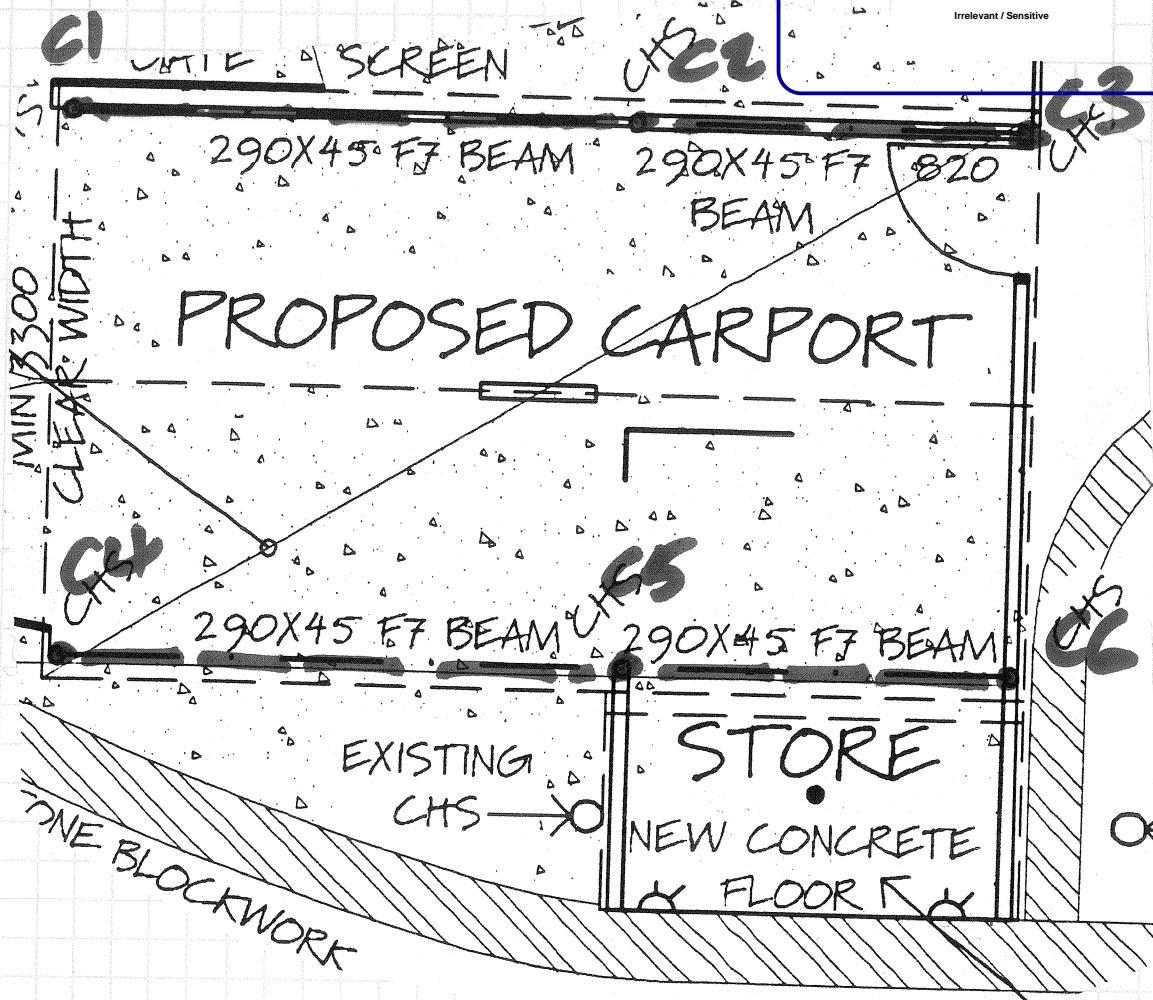 Irrelevant / Sensitive
C1
SCREEN
CHS
C2
C3
CHS
290X45 F7 BEAM
290X45 F7
BEAM
820
MIN 3300
CLEAR WIDTH
PROPOSED CARPORT
C4
CHS
C5
CHS
290X45 F7 BEAM
290X45 F7 BEAM
CHS
C6
STORE
EXISTING
CHS
NEW CONCRETE
FLOOR
BLOCKWORK